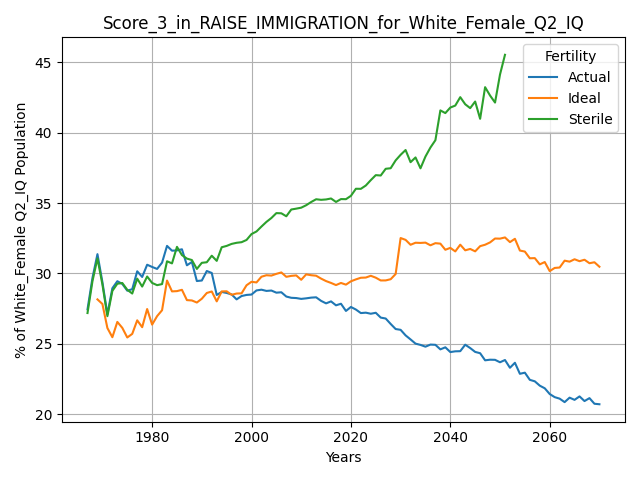 Score_3_in_RAISE_IMMIGRATION_for_White_Female_Q2_IQ
% of White_Female Q2_IQ Population
45
40
35
30
25
20
Fertility
Actual
Ideal
Sterile
1980
2000
2020
2040
2060
Years